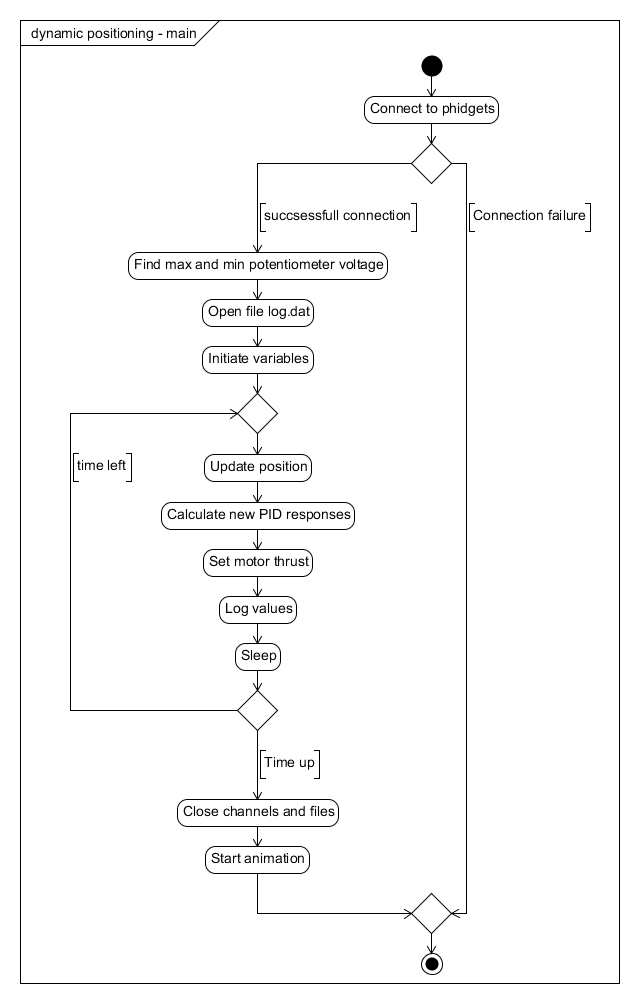 dynamic positioning - main
Connect to phidgets
[succsessfull connection]
[Connection failure]
Find max and min potentiometer voltage
Open file log.dat
Initiate variables
[time left]
Update position
Calculate new PID responses
Set motor thrust
Log values
Sleep
[Time up]
Close channels and files
Start animation